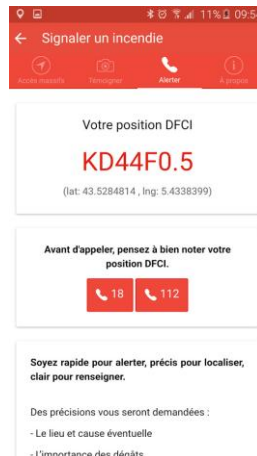 11% 09:5
Signaler un incendie
Accès massifs Témoigner Alerter À propos
Votre position DFCI
KD44F0.5
(lat: 43.5284814 , lng: 5.4338399)
Avant d'appeler, pensez à bien noter votre
position DFCI.
18 112
Soyez rapide pour alerter, précis pour localiser,
clair pour renseigner.
Des précisions vous seront demandées :
- Le lieu et cause éventuelle
- L'importance des dégâts